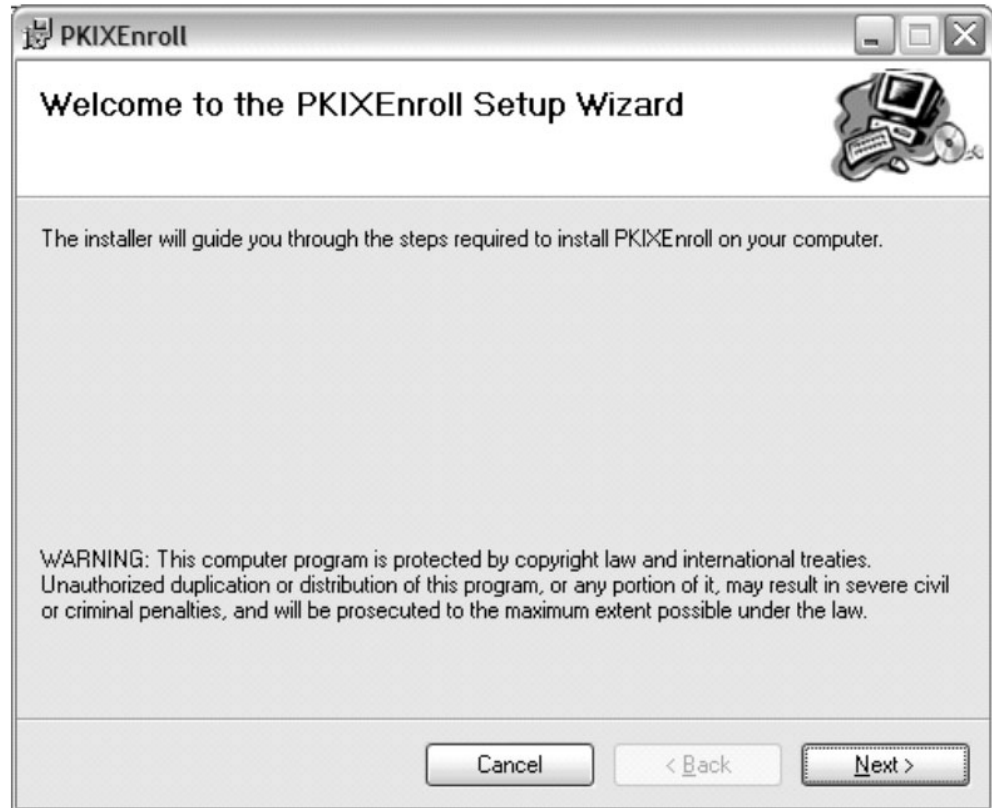 PKIXEnroll
Welcome to the PKIXEnroll Setup Wizard
The installer will guide you through the steps required to install PKIXEnroll on your computer.
WARNING: This computer program is protected by copyright law and international treaties.
Unauthorized duplication or distribution of this program, or any portion of it, may result in severe civil
or criminal penalties, and will be prosecuted to the maximum extent possible under the law.
Cancel
< Back
Next >